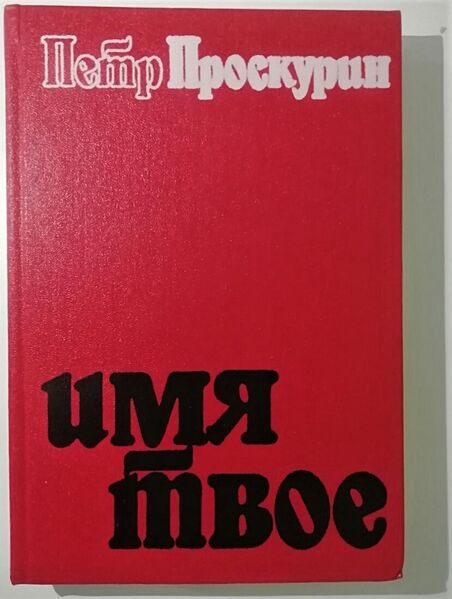 Петр Проскурин
имя
твое